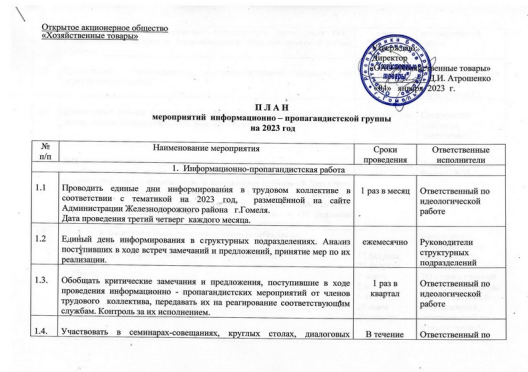 Открытое акционерное общество
«Хозяйственные товары»
Директор
товары»
Д.И. Атрошенко
января 2023 г.
П Л А Н
мероприятий информационно – пропагандистской группы
на 2023 год
№ п/п Наименование мероприятия Сроки проведения Ответственные исполнители
1. Информационно-пропагандистская работа
1.1 Проводить единые дни информирования в трудовом коллективе в 1 раз в месяц Ответственный по
соответствии с тематикой на 2023 год, размещённой на сайте идеологической
Администрации Железнодорожного района г.Гомеля. работе
Дата проведения третий четверг каждого месяца.
1.2 Единый день информирования в структурных подразделениях. Анализ ежемесячно Руководители
поступивших в ходе встреч замечаний и предложений, принятие мер по их структурных
реализации. подразделений
1.3. Обобщать критические замечания и предложения, поступившие в ходе 1 раз в Ответственный по
проведения информационно - пропагандистских мероприятий от членов квартал идеологической
трудового коллектива, передавать их на реагирование соответствующим работе
службам. Контроль за их исполнением.
1.4. Участвовать в семинарах-совещаниях, круглых столах, диалоговых В течение Ответственный по